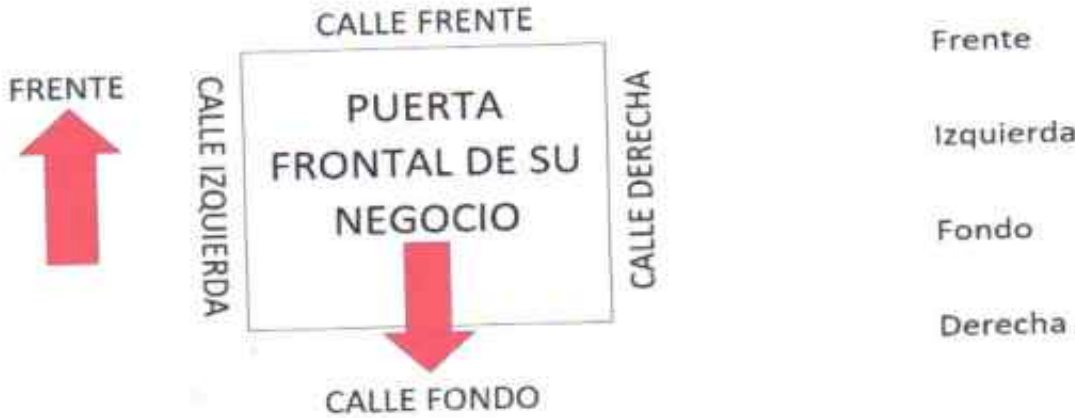 CALLE FRENTE
FRENTE
CALLE IZQUIERDA
PUERTA
FRONTAL DE SU
NEGOCIO
CALLE DERECHA
CALLE FONDO
Frente
Izquierda
Fondo
Derecha